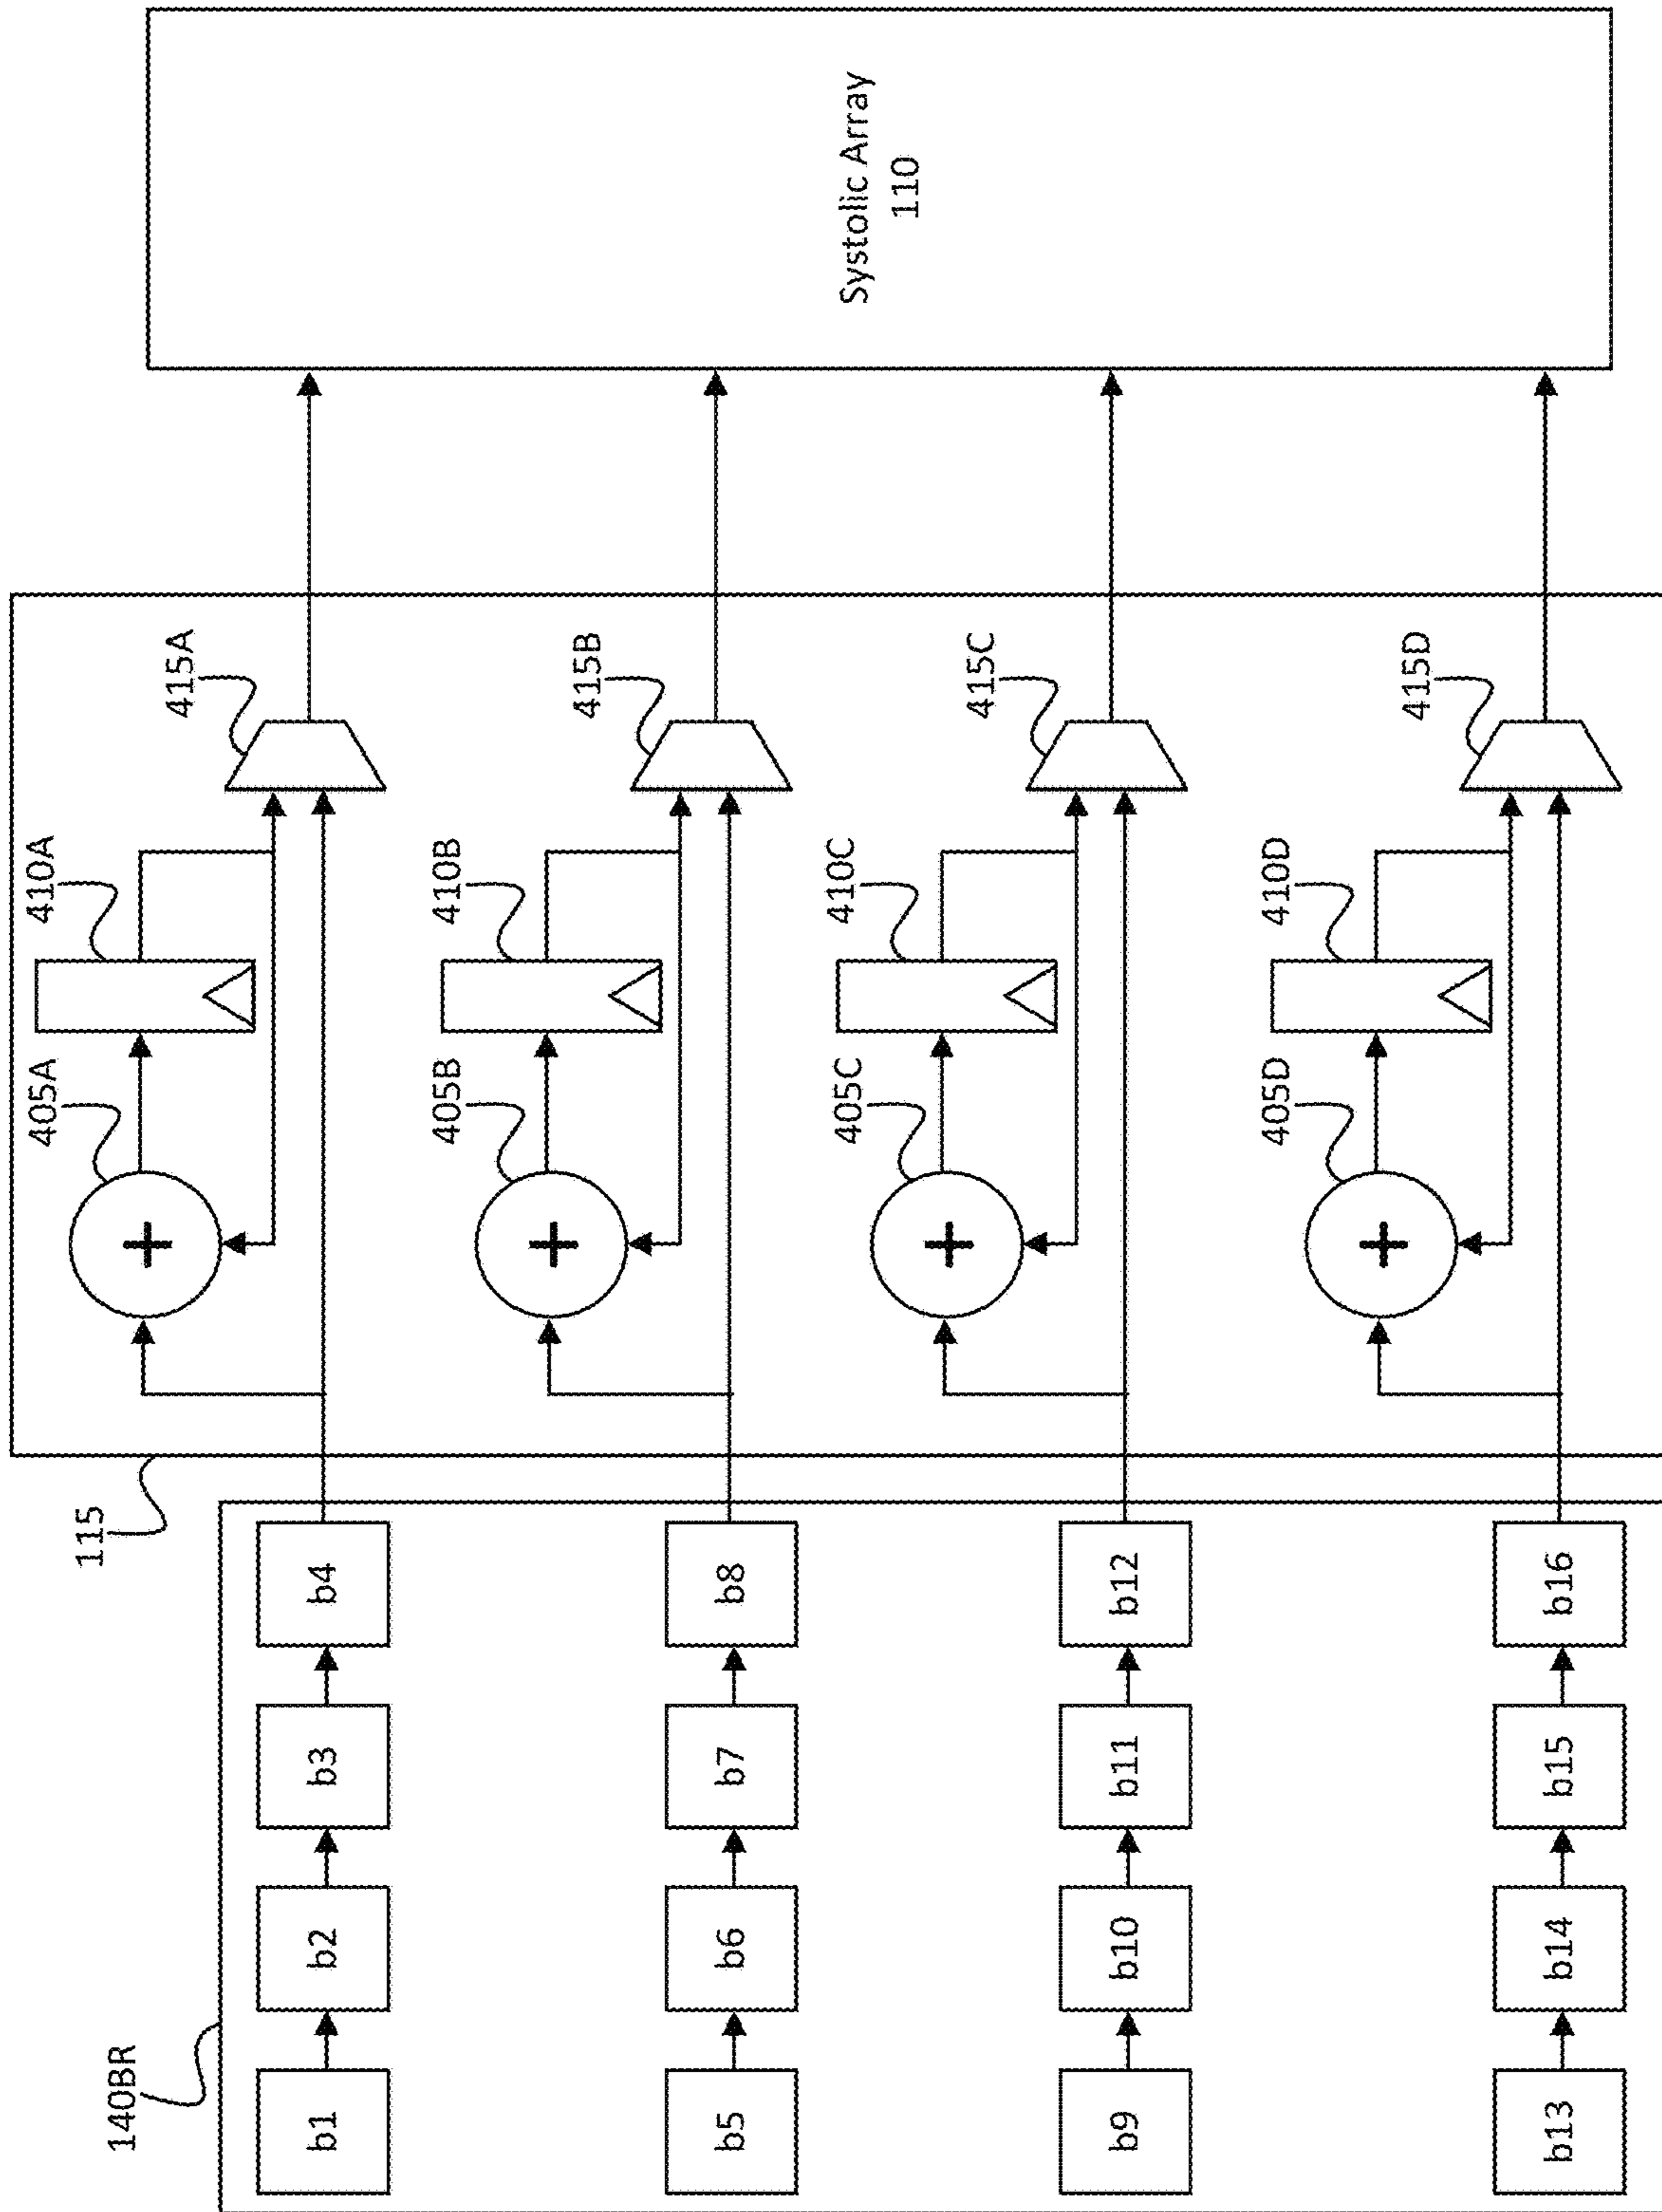 140BR
115
b1
b2
b3
b4
b5
b6
b7
b8
b9
b10
b11
b12
b13
b14
b15
b16
405A
410A
415A
+
405B
410B
415B
+
405C
410C
415C
+
405D
410D
415D
+
Systolic Array
110